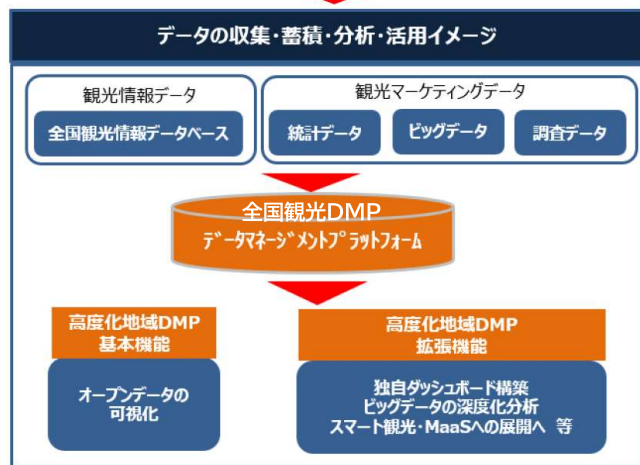 データの収集・蓄積・分析・活用イメージ
観光情報データ
全国観光情報データベース
観光マーケティングデータ
統計データ
ビッグデータ
調査データ
全国観光DMP
ﾃﾞｰﾀﾏﾈｰｼﾞﾒﾝﾄﾌﾟﾗｯﾄﾌｫｰﾑ
高度化地域DMP
基本機能
オープンデータの
可視化
高度化地域DMP
拡張機能
独自ダッシュボード構築
ビッグデータの深度化分析
スマート観光・MaaSへの展開へ 等